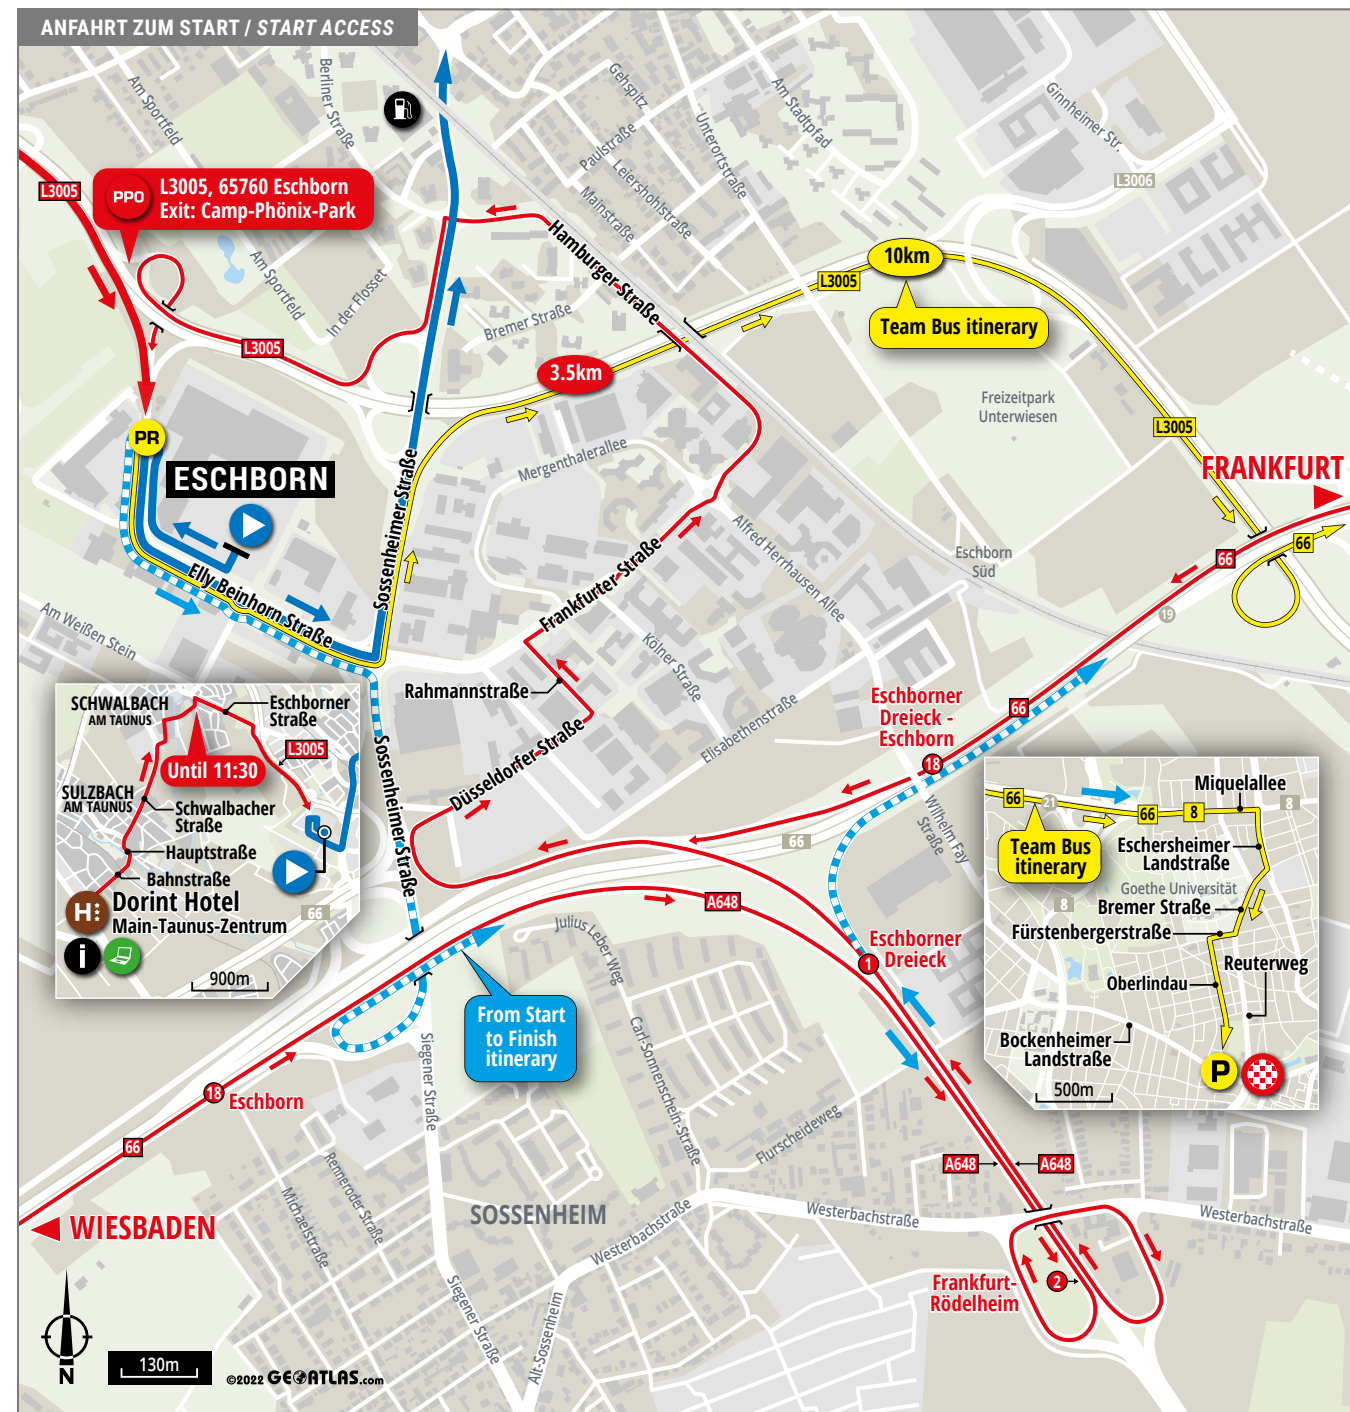 ANFAHRT ZUM START / START ACCESS
Am Sportfeld
Berliner Straße
Gehspitz
Am Stadtpfad
Ginnheimer Str.
Paulstraße
Unterortstraße
Leiershohlstraße
Mainstraße
L3006
L3005
PPO
L3005, 65760 Eschborn
Exit: Camp-Phönix-Park
Am Sportfeld
In der Flosset
Hamburger Straße
10km
L3005
Team Bus itinerary
Bremer Straße
L3005
3.5km
Freizeitpark
Unterwiesen
L3005
PR
ESCHBORN
Mergenthalerallee
FRANKFURT
Sossenheimer Straße
Alfred Herrhausen Allee
66
66
Eschborn
Süd
Elly Beinhorn Straße
Frankfurter Straße
19
Am Weißen Stein
Kölner Straße
Rahmannstraße
Eschborner
Dreieck -
Eschborn
66
Elisabethenstraße
18
Düsseldorfer Straße
Sossenheimer Straße
SCHWALBACH
AM TAUNUS
Eschborner
Straße
L3005
Until 11:30
SULZBACH
AM TAUNUS
Schwalbacher
Straße
Hauptstraße
Bahnstraße
H
Dorint Hotel
Main-Taunus-Zentrum
66
i
900m
66
Wilhelm Fay
Straße
Miquelallee
66
21
66
8
8
Team Bus
itinerary
Eschersheimer
Landstraße
Goethe Universität
8
Bremer Straße
Fürstenbergerstraße
Reuterweg
Oberlindau
Bockenheimer
Landstraße
P
500m
A648
Julius Leber Weg
Eschborner
Dreieck
1
From Start
to Finish
itinerary
Carl-Sonnenschein-Straße
Siegener Straße
18
Eschborn
66
Flurscheideweg
A648
A648
Renneroder Straße
Michaelstraße
WIESBADEN
SOSSENHEIM
Westerbachstraße
Westerbachstraße
Westerbachstraße
Siegener Straße
Alt-Sossenheim
Frankfurt-
Rödelheim
2
N
130m
©2022 GEOATLAS.com